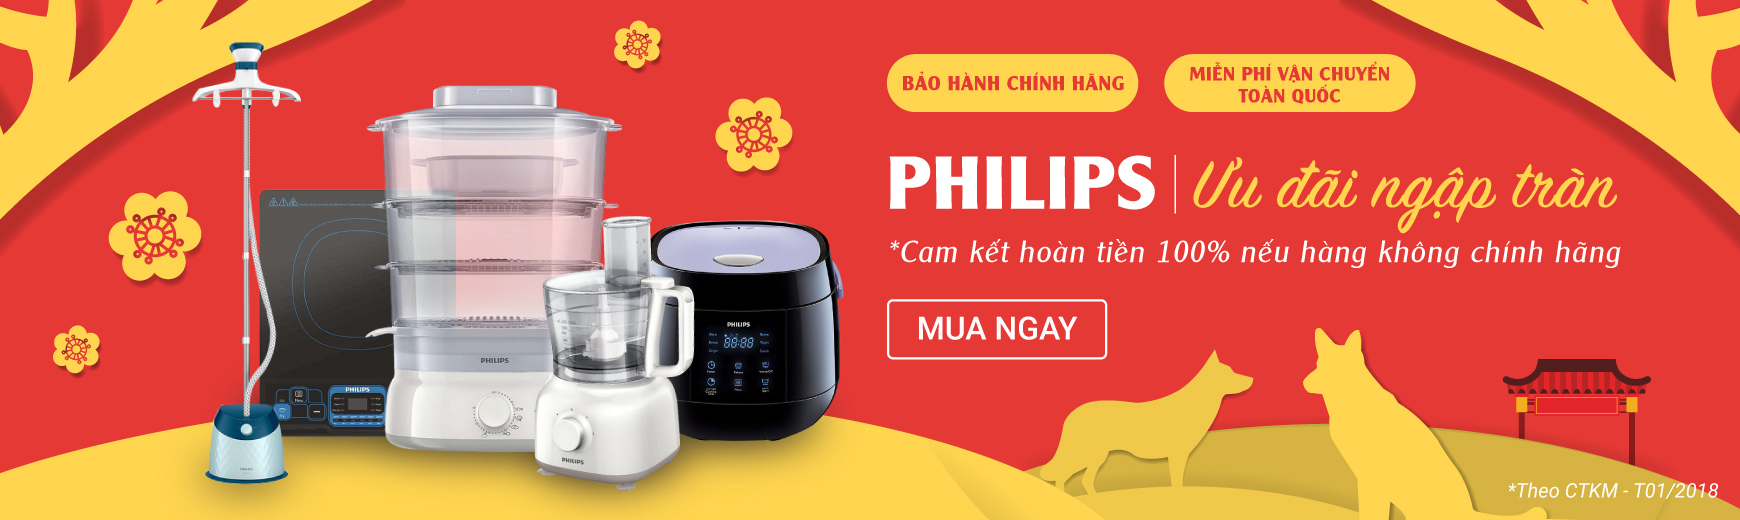 BẢO HÀNH CHÍNH HÃNG
MIỄN PHÍ VẬN CHUYỂN
TOÀN QUỐC
PHILIPS | Ưu đãi ngập tràn
*Cam kết hoàn tiền 100% nếu hàng không chính hãng
MUA NGAY
PHILIPS
PHILIPS
PHILIPS
88:88
PHILIPS
*Theo CTKM - T01/2018